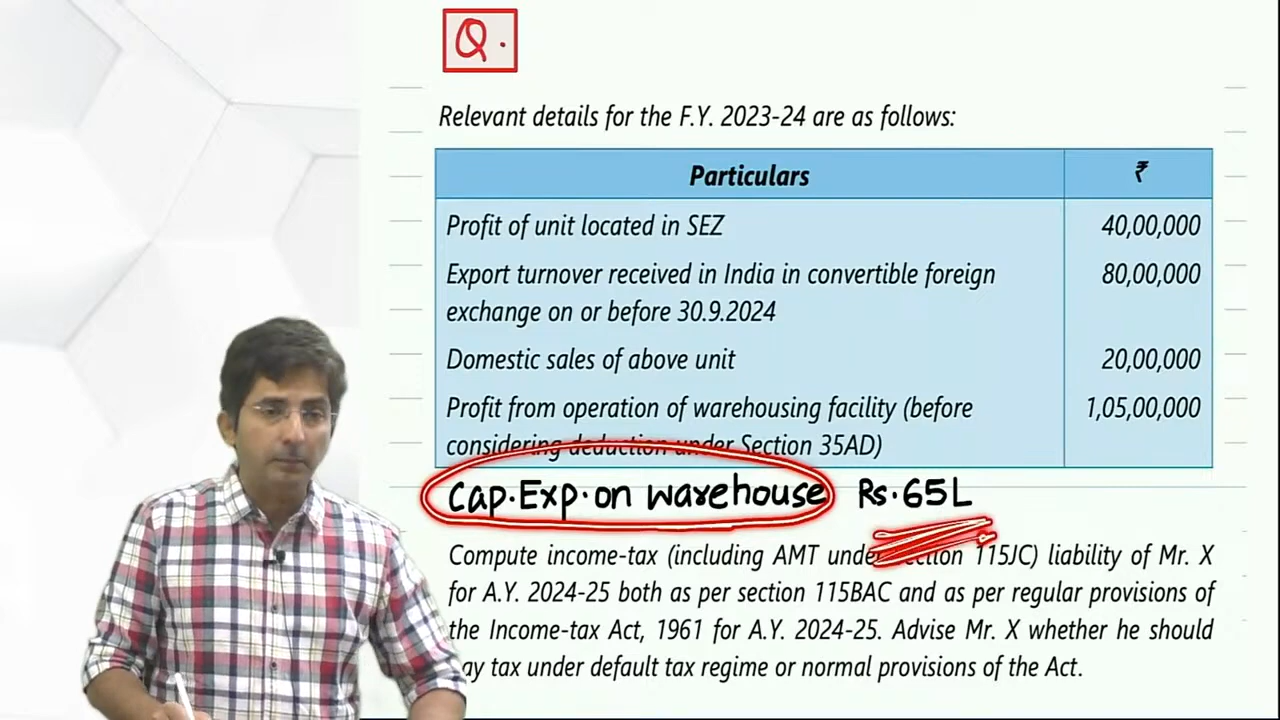 Q.
Relevant details for the F.Y. 2023-24 are as follows:
Particulars ₹
Profit of unit located in SEZ 40,00,000
Export turnover received in India in convertible foreign 80,00,000
exchange on or before 30.9.2024
Domestic sales of above unit 20,00,000
Profit from operation of warehousing facility (before 1,05,00,000
considering deduction under Section 35AD)
Cap.Exp.on warehouse Rs.65L
Compute income-tax (including AMT under Section 115JC) liability of Mr. X
for A.Y. 2024-25 both as per section 115BAC and as per regular provisions of
the Income-tax Act, 1961 for A.Y. 2024-25. Advise Mr. X whether he should
pay tax under default tax regime or normal provisions of the Act.